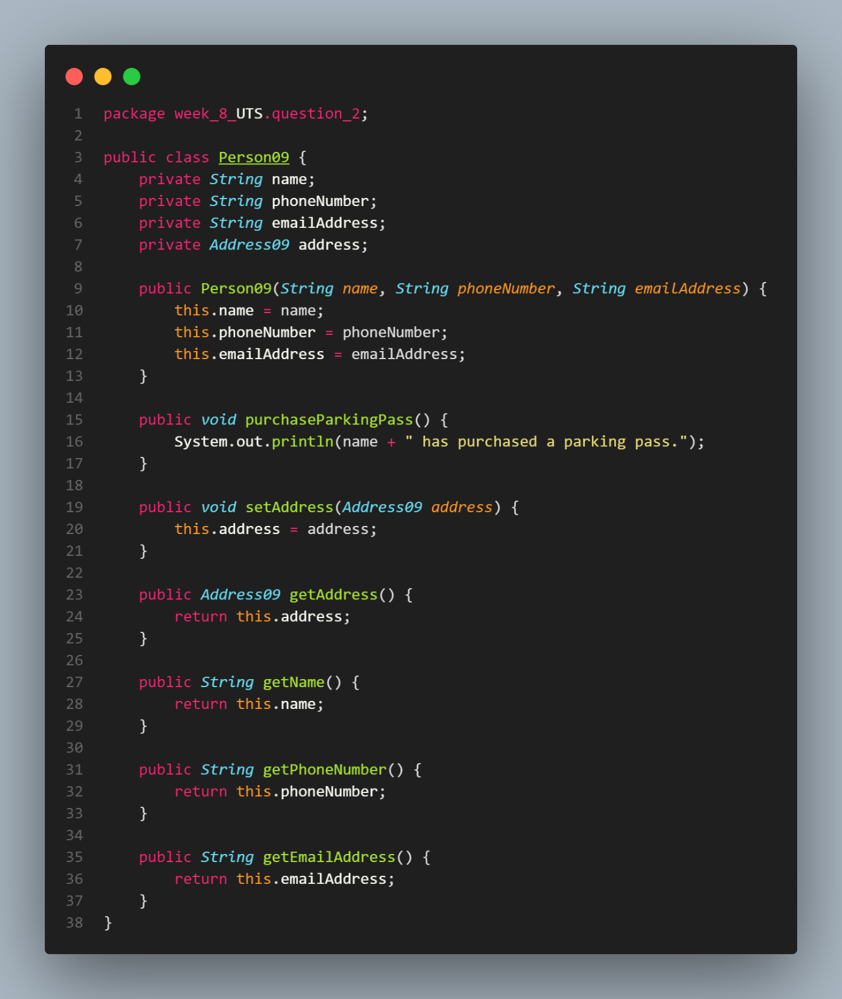 1 package week_8_UTS.question_2;
2
3 public class Person09 {
4     private String name;
5     private String phoneNumber;
6     private String emailAddress;
7     private Address09 address;
8
9     public Person09(String name, String phoneNumber, String emailAddress) {
10         this.name = name;
11         this.phoneNumber = phoneNumber;
12         this.emailAddress = emailAddress;
13     }
14
15     public void purchaseParkingPass() {
16         System.out.println(name + " has purchased a parking pass.");
17     }
18
19     public void setAddress(Address09 address) {
20         this.address = address;
21     }
22
23     public Address09 getAddress() {
24         return this.address;
25     }
26
27     public String getName() {
28         return this.name;
29     }
30
31     public String getPhoneNumber() {
32         return this.phoneNumber;
33     }
34
35     public String getEmailAddress() {
36         return this.emailAddress;
37     }
38 }